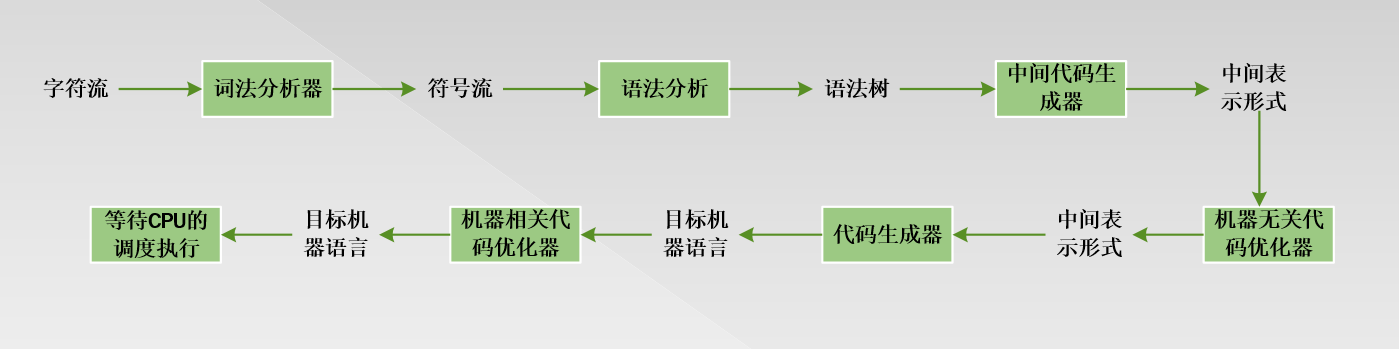 字符流
词法分析器
符号流
语法分析
语法树
中间代码生
成器
中间表
示形式
机器无关代
码优化器
中间表
示形式
代码生成器
目标机
器语言
机器相关代
码优化器
目标机
器语言
等待CPU的
调度执行